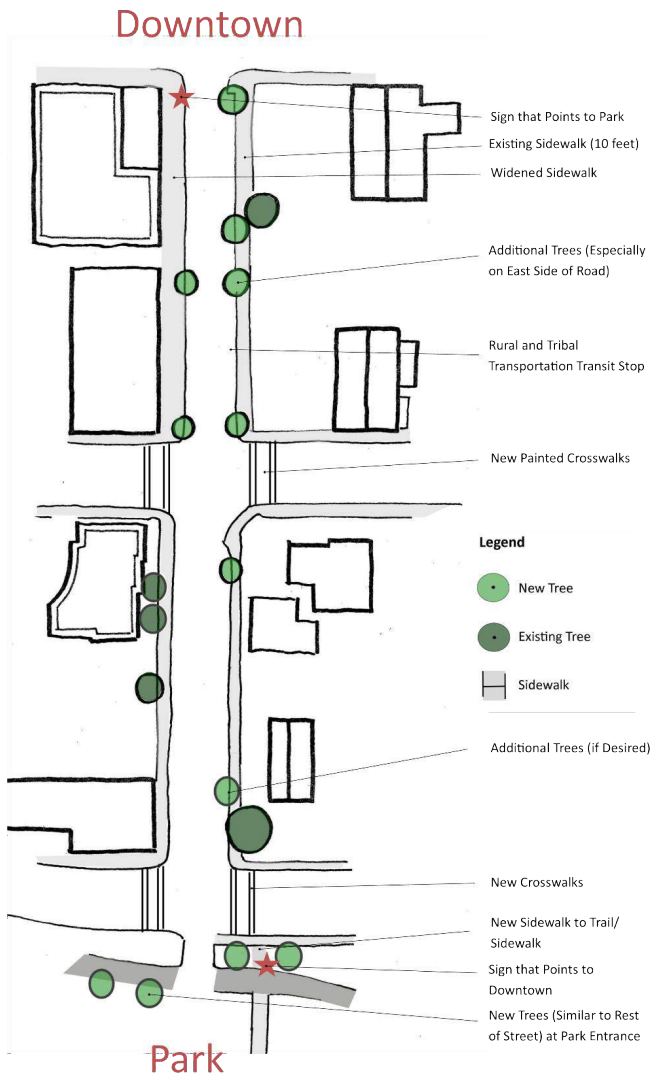 Downtown
Sign that Points to Park
Existing Sidewalk (10 feet)
Widened Sidewalk
Additional Trees (Especially
on East Side of Road)
Rural and Tribal
Transportation Transit Stop
New Painted Crosswalks
Legend
New Tree
Existing Tree
Sidewalk
Additional Trees (if Desired)
New Crosswalks
New Sidewalk to Trail/
Sidewalk
Sign that Points to
Downtown
New Trees (Similar to Rest
of Street) at Park Entrance
Park